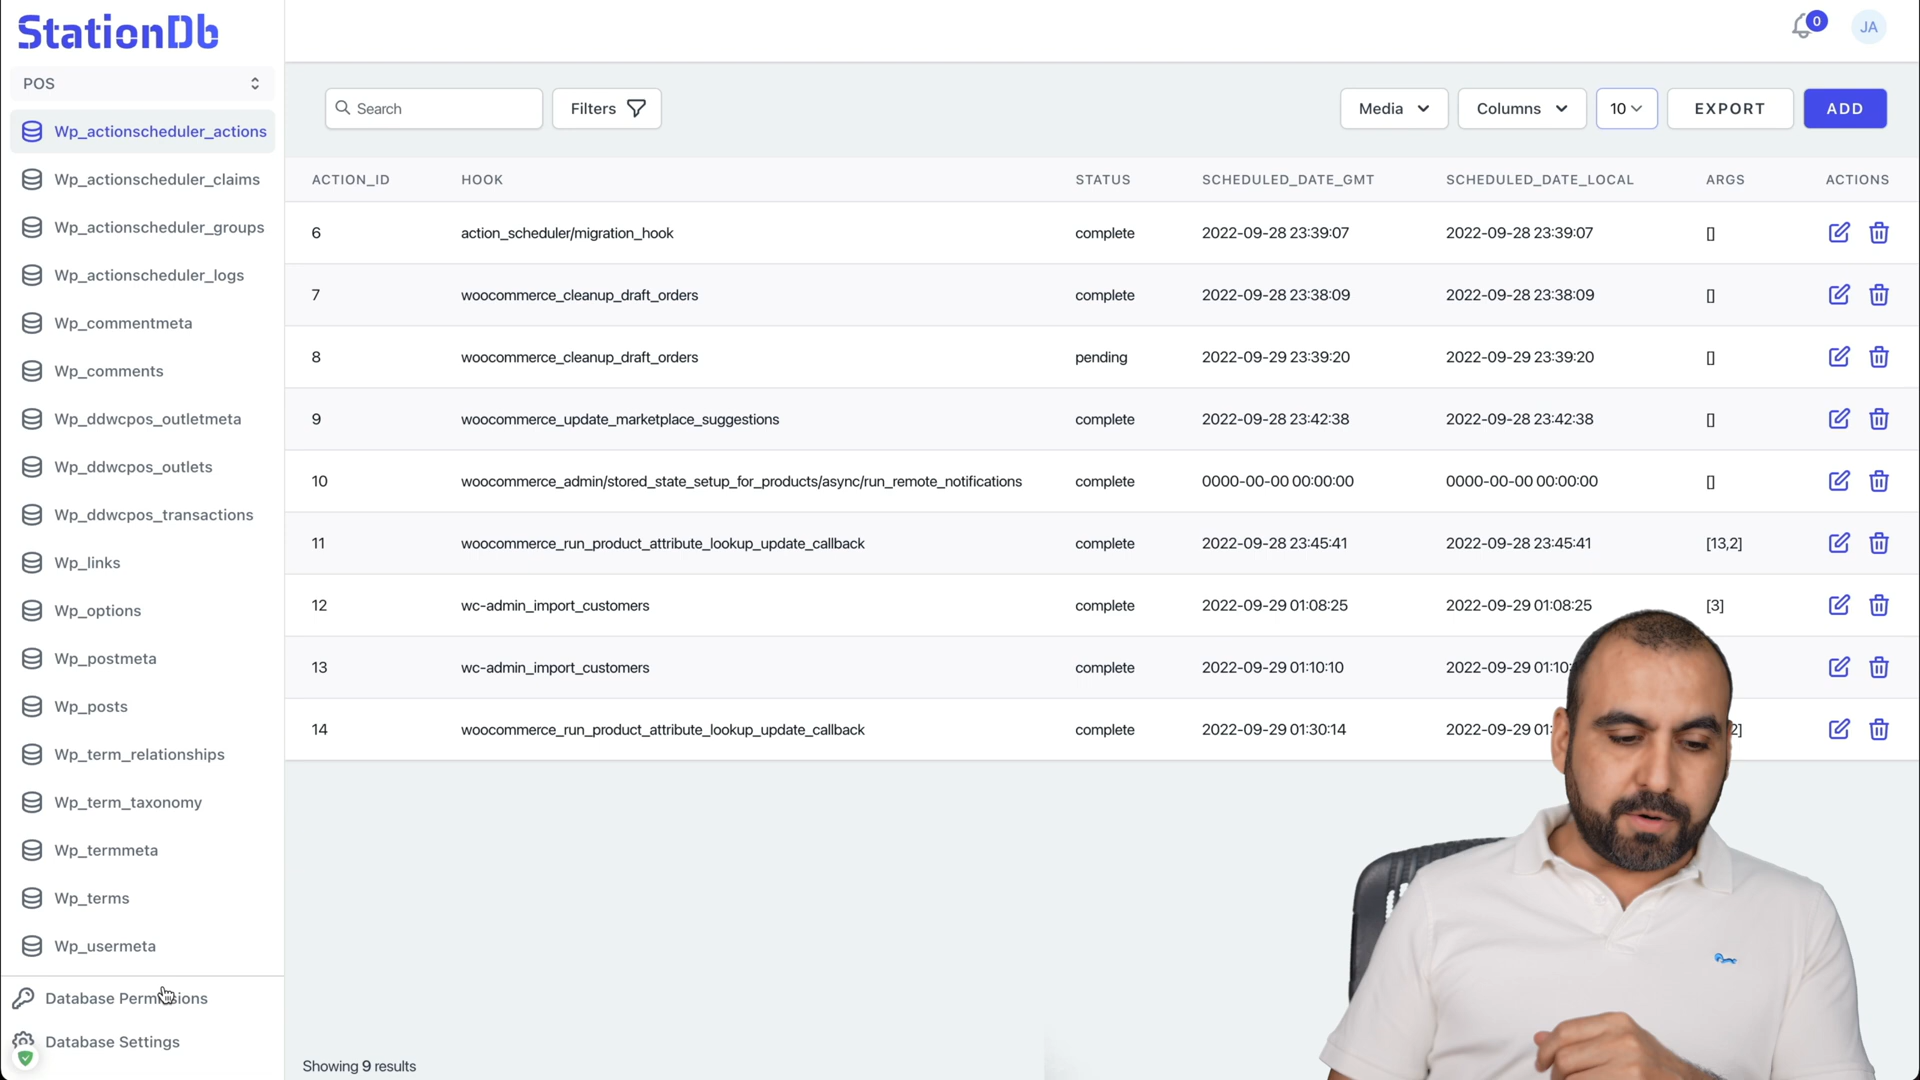 StationDb
0
JA
POS
Search
Filters
Media
Columns
10
EXPORT
ADD
Wp_actionscheduler_actions
Wp_actionscheduler_claims
Wp_actionscheduler_groups
Wp_actionscheduler_logs
Wp_commentmeta
Wp_comments
Wp_ddwcpos_outletmeta
Wp_ddwcpos_outlets
Wp_ddwcpos_transactions
Wp_links
Wp_options
Wp_postmeta
Wp_posts
Wp_term_relationships
Wp_term_taxonomy
Wp_termmeta
Wp_terms
Wp_usermeta
Database Permissions
Database Settings
ACTION_ID HOOK STATUS SCHEDULED_DATE_GMT SCHEDULED_DATE_LOCAL ARGS ACTIONS
6 action_scheduler/migration_hook complete 2022-09-28 23:39:07 2022-09-28 23:39:07 []
7 woocommerce_cleanup_draft_orders complete 2022-09-28 23:38:09 2022-09-28 23:38:09 []
8 woocommerce_cleanup_draft_orders pending 2022-09-29 23:39:20 2022-09-29 23:39:20 []
9 woocommerce_update_marketplace_suggestions complete 2022-09-28 23:42:38 2022-09-28 23:42:38 []
10 woocommerce_admin/stored_state_setup_for_products/async/run_remote_notifications complete 0000-00-00 00:00:00 0000-00-00 00:00:00 []
11 woocommerce_run_product_attribute_lookup_update_callback complete 2022-09-28 23:45:41 2022-09-28 23:45:41 [13,2]
12 wc-admin_import_customers complete 2022-09-29 01:08:25 2022-09-29 01:08:25 [3]
13 wc-admin_import_customers complete 2022-09-29 01:10:10 2022-09-29 01:10:
14 woocommerce_run_product_attribute_lookup_update_callback complete 2022-09-29 01:30:14 2022-09-29 01: 2]
Showing 9 results